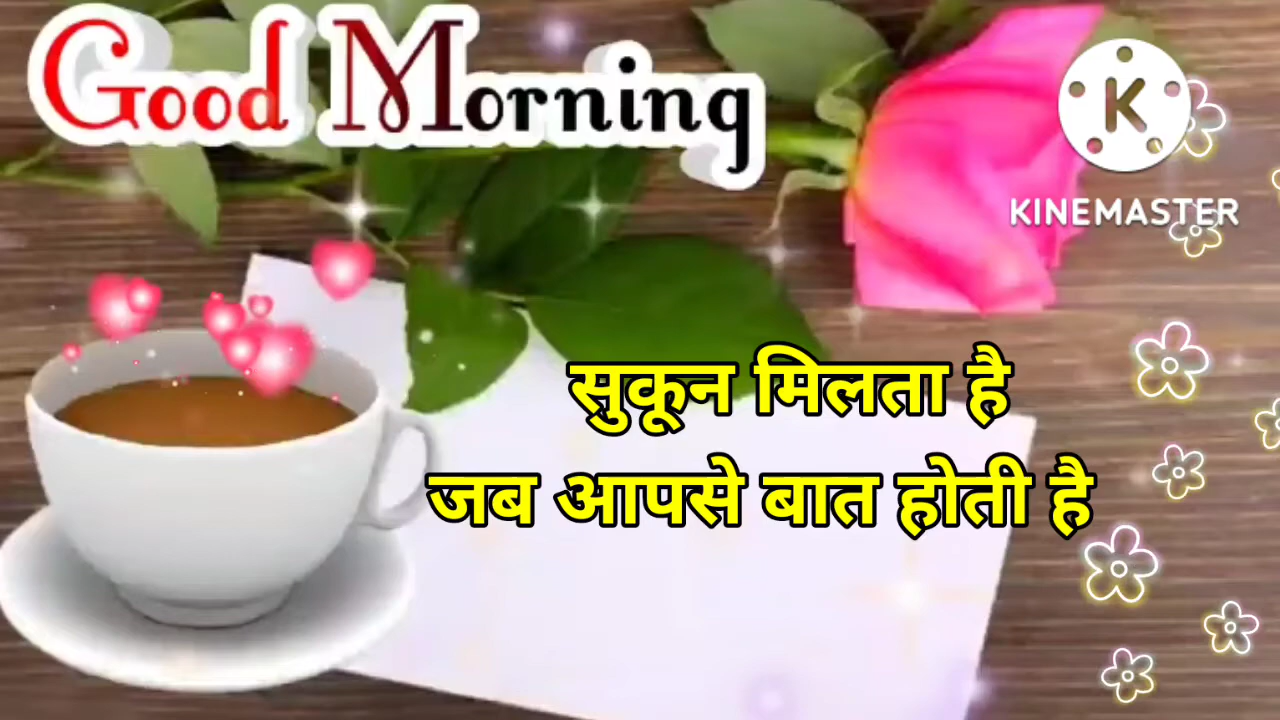 Good Morning
K
KINEMASTER
सुकून मिलता है
जब आपसे बात होती है